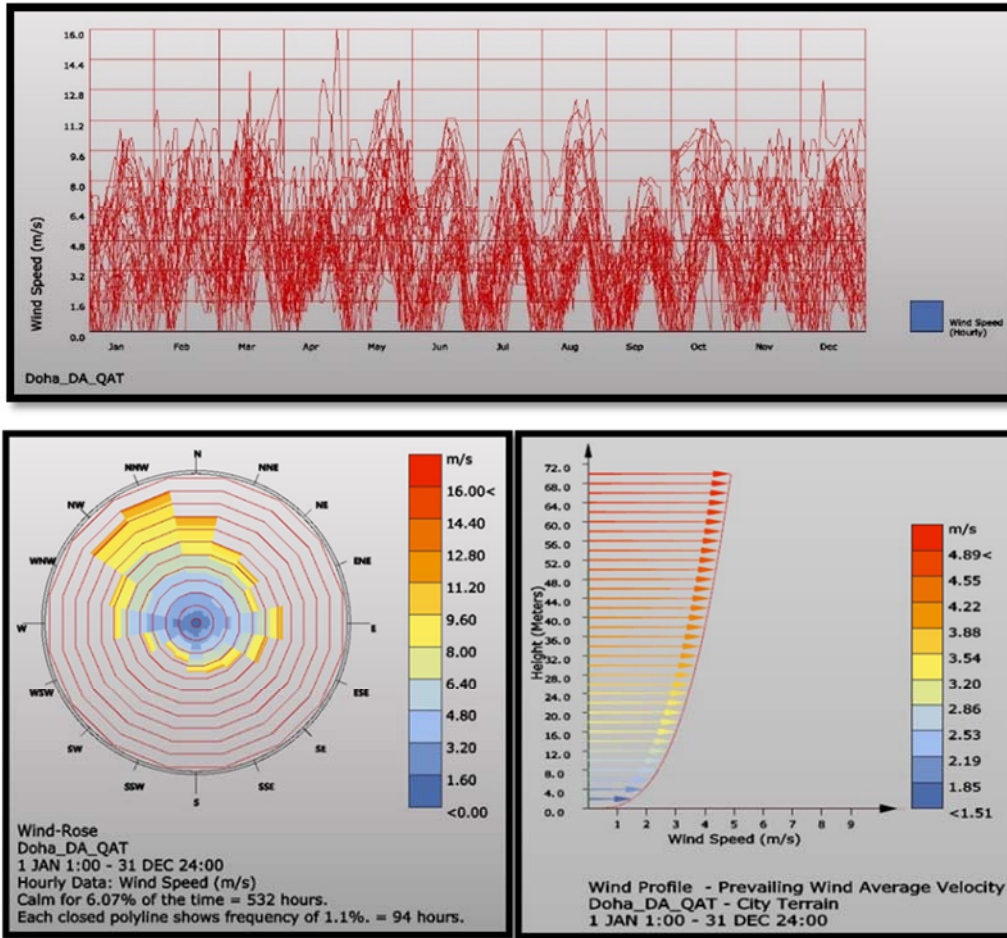 16.0
14.4
12.8
11.2
9.6
8.0
6.4
4.8
3.2
1.6
0.0
Wind Speed (m/s)
Jan Feb Mar Apr May Jun Jul Aug Sep Oct Nov Dec
Wind Speed
(Hourly)
Doha_DA_QAT
N
NNE
NE
ENE
E
ESE
SE
SSE
S
SSW
SW
WSW
W
WNW
NW
NNW
m/s
16.00<
14.40
12.80
11.20
9.60
8.00
6.40
4.80
3.20
1.60
<0.00
Wind-Rose
Doha_DA_QAT
1 JAN 1:00 - 31 DEC 24:00
Hourly Data: Wind Speed (m/s)
Calm for 6.07% of the time = 532 hours.
Each closed polyline shows frequency of 1.1%. = 94 hours.
72.0
68.0
64.0
60.0
56.0
52.0
48.0
44.0
40.0
36.0
32.0
28.0
24.0
20.0
16.0
12.0
8.0
4.0
0.0
Height (Meters)
1 2 3 4 5 6 7 8 9
Wind Speed (m/s)
m/s
4.89<
4.55
4.22
3.88
3.54
3.20
2.86
2.53
2.19
1.85
<1.51
Wind Profile - Prevailing Wind Average Velocity
Doha_DA_QAT - City Terrain
1 JAN 1:00 - 31 DEC 24:00